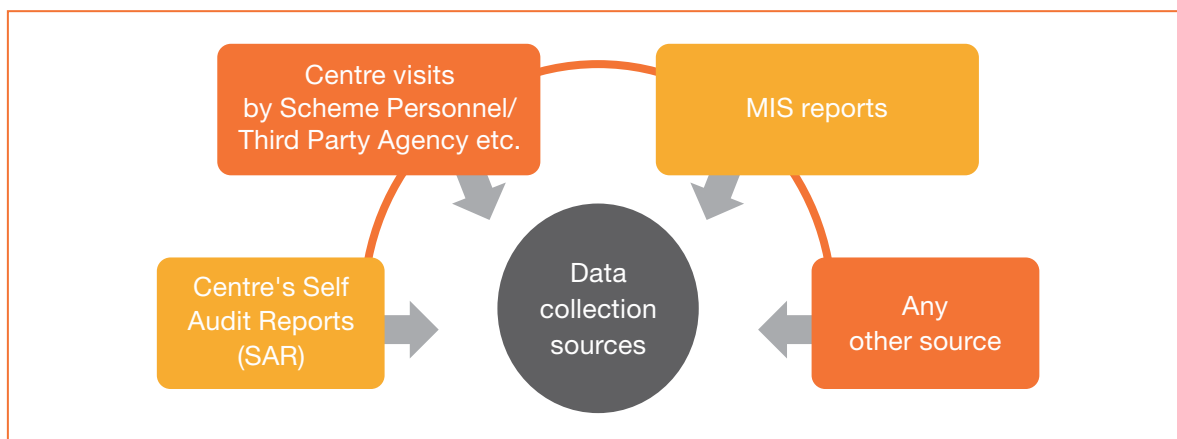 Centre visits
by Scheme Personnel/
Third Party Agency etc.
MIS reports
Centre's Self
Audit Reports
(SAR)
Data
collection
sources
Any
other source